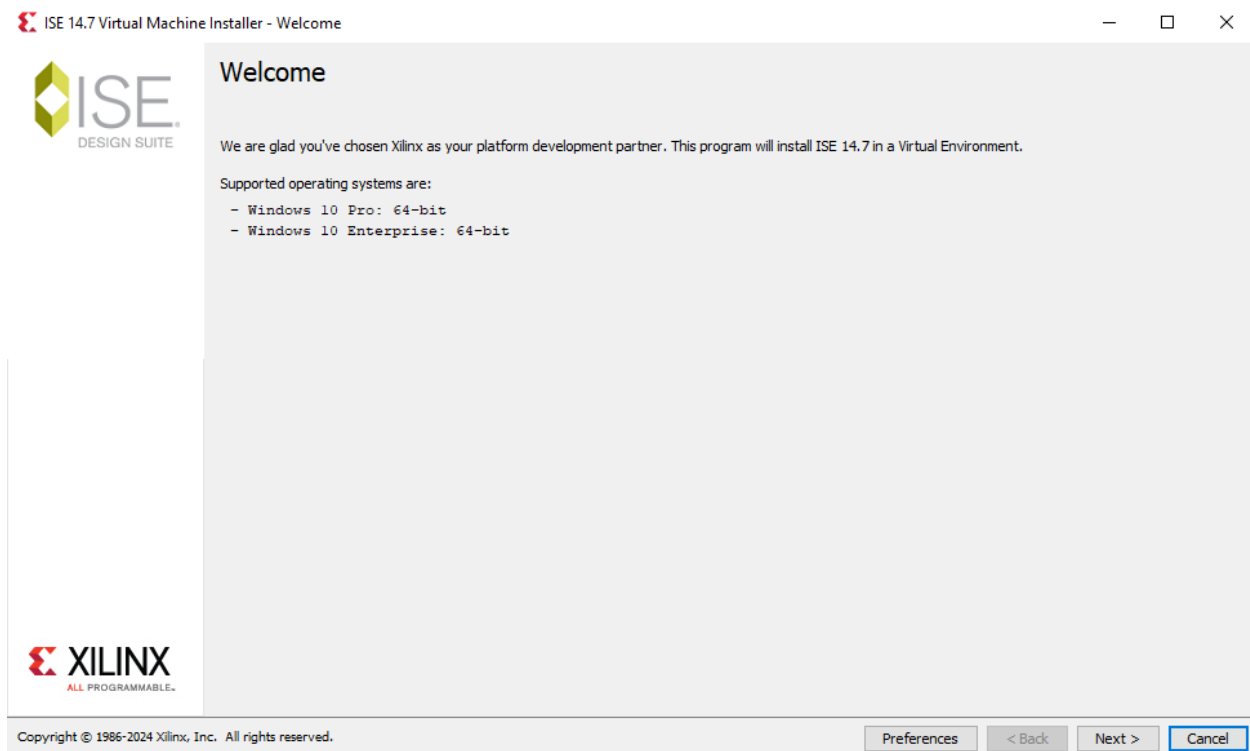 ISE 14.7 Virtual Machine Installer - Welcome
ISE®
DESIGN SUITE
Welcome
We are glad you've chosen Xilinx as your platform development partner. This program will install ISE 14.7 in a Virtual Environment.
Supported operating systems are:
- Windows 10 Pro: 64-bit
- Windows 10 Enterprise: 64-bit
XILINX
ALL PROGRAMMABLE™
Copyright © 1986-2024 Xilinx, Inc. All rights reserved.
Preferences < Back Next > Cancel